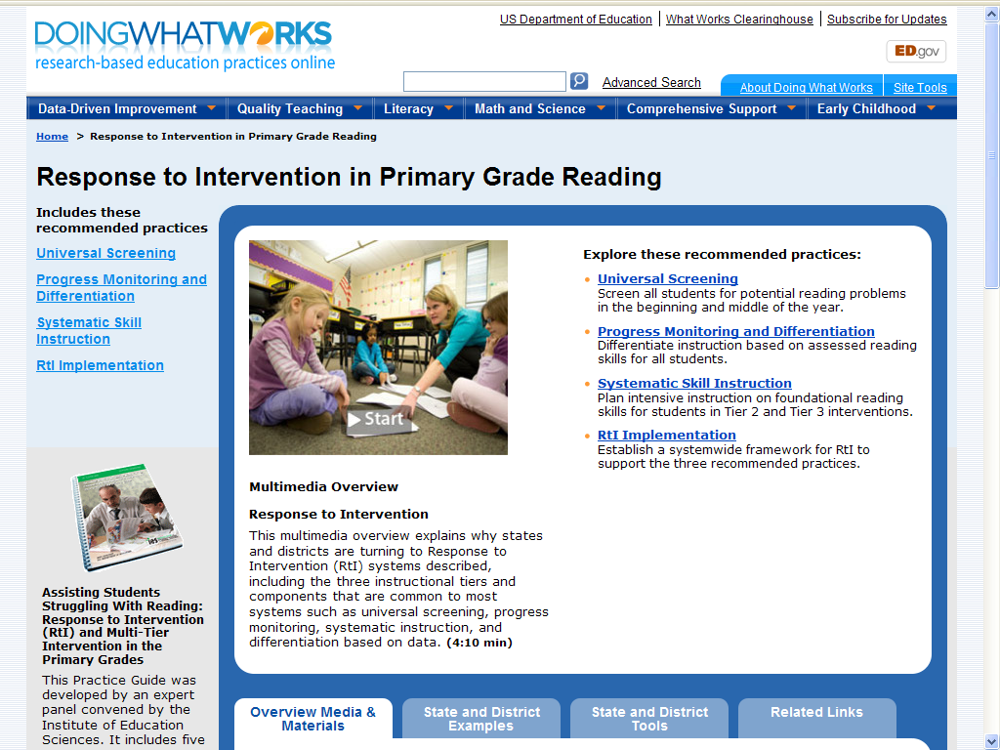 US Department of Education
What Works Clearinghouse
Subscribe for Updates
DOINGWHATWORKS
research-based education practices online
ED.gov
Advanced Search
About Doing What Works
Site Tools
Data-Driven Improvement
Quality Teaching
Literacy
Math and Science
Comprehensive Support
Early Childhood
Home > Response to Intervention in Primary Grade Reading
Response to Intervention in Primary Grade Reading
Includes these
recommended practices
Universal Screening
Progress Monitoring and
Differentiation
Systematic Skill
Instruction
RtI Implementation
Assisting Students
Struggling With Reading:
Response to Intervention
(RtI) and Multi-Tier
Intervention in the
Primary Grades
This Practice Guide was
developed by an expert
panel convened by the
Institute of Education
Sciences. It includes five
Start
Multimedia Overview
Response to Intervention
This multimedia overview explains why states
and districts are turning to Response to
Intervention (RtI) systems described,
including the three instructional tiers and
components that are common to most
systems such as universal screening, progress
monitoring, systematic instruction, and
differentiation based on data. (4:10 min)
Explore these recommended practices:
Universal Screening
Screen all students for potential reading problems
in the beginning and middle of the year.
Progress Monitoring and Differentiation
Differentiate instruction based on assessed reading
skills for all students.
Systematic Skill Instruction
Plan intensive instruction on foundational reading
skills for students in Tier 2 and Tier 3 interventions.
RtI Implementation
Establish a systemwide framework for RtI to
support the three recommended practices.
Overview Media &
Materials
State and District
Examples
State and District
Tools
Related Links